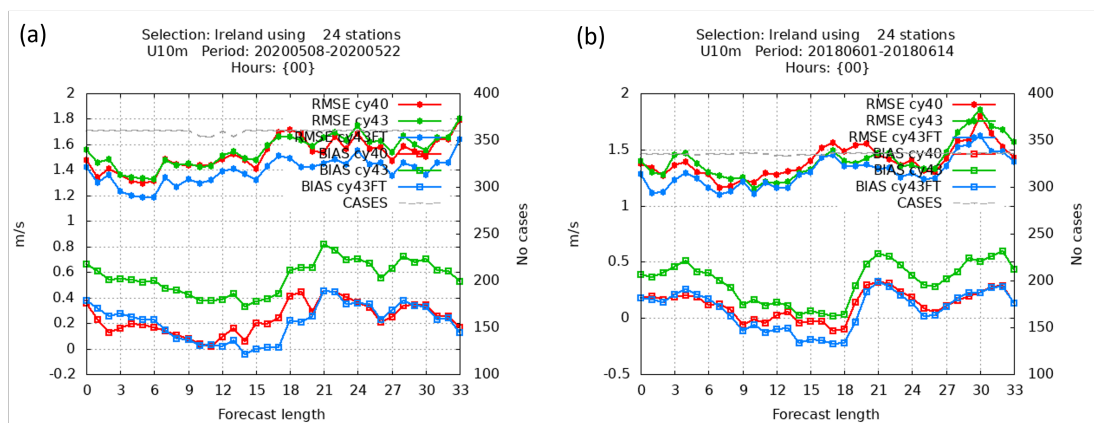 (a)
Selection: Ireland using 24 stations
U10m Period: 20200508-20200522
Hours: {00}
2
1.8
1.6
1.4
1.2
1
0.8
0.6
0.4
0.2
0
-0.2
m/s
RMSE cy40
RMSE cy43
RMSE cy43FT
BIAS cy40
BIAS cy43
BIAS cy43FT
CASES
400
350
300
250
200
150
100
No cases
0 3 6 9 12 15 18 21 24 27 30 33
Forecast length
(b)
Selection: Ireland using 24 stations
U10m Period: 20180601-20180614
Hours: {00}
2
1.5
1
0.5
0
-0.5
m/s
RMSE cy40
RMSE cy43
RMSE cy43FT
BIAS cy40
BIAS cy43
BIAS cy43FT
CASES
400
350
300
250
200
150
100
No cases
0 3 6 9 12 15 18 21 24 27 30 33
Forecast length